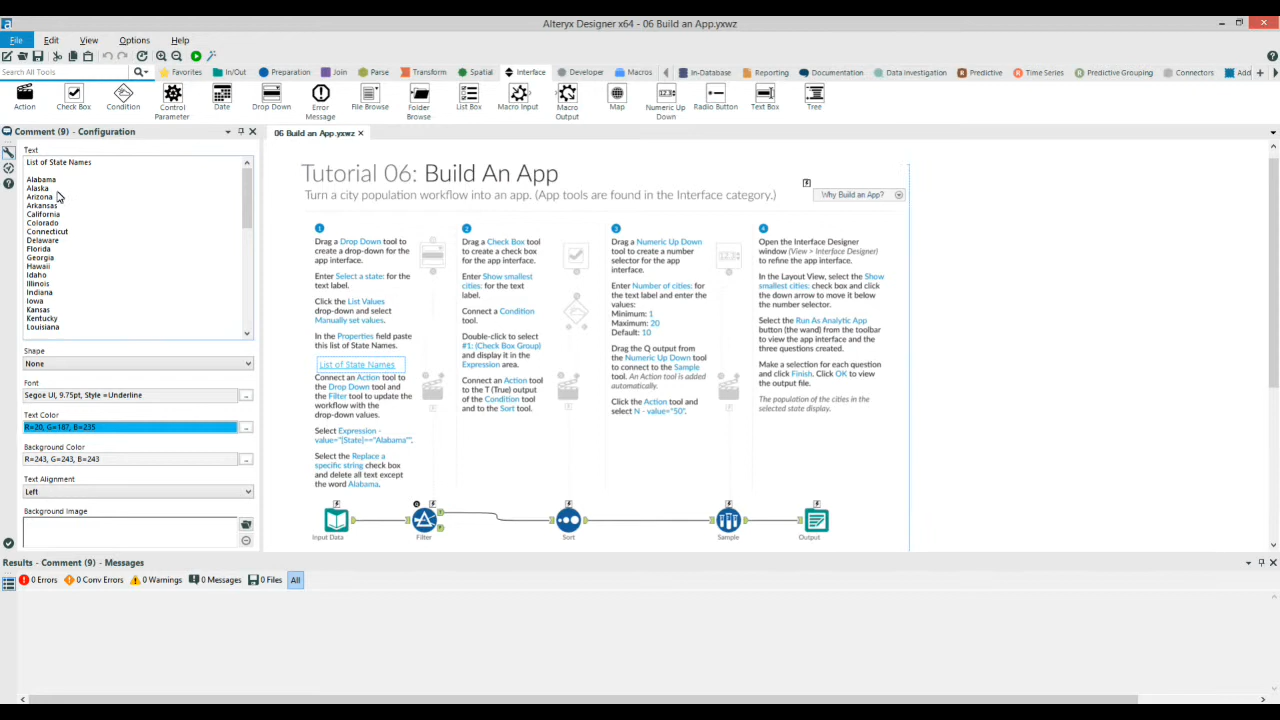 Alteryx Designer x64 - 06 Build an App.yxwz
File Edit View Options Help
Search All Tools
Favorites In/Out Preparation Join Parse Transform Spatial Interface Developer Macros In-Database Reporting Documentation Data Investigation Predictive Time Series Predictive Grouping Connectors Add
Action Check Box Condition Control Parameter Date Drop Down Error Message File Browse Folder Browse List Box Macro Input Macro Output Map Numeric Up Down Radio Button Text Box Tree
Comment (9) - Configuration
06 Build an App.yxwz
Text
List of State Names
Alabama
Alaska
Arizona
Arkansas
California
Colorado
Connecticut
Delaware
Florida
Georgia
Hawaii
Idaho
Illinois
Indiana
Iowa
Kansas
Kentucky
Louisiana
Shape
None
Font
Segoe UI, 9.75pt, Style =Underline
...
Text Color
R=20, G=187, B=235
...
Background Color
R=243, G=243, B=243
...
Text Alignment
Left
Background Image
Tutorial 06: Build An App
Turn a city population workflow into an app. (App tools are found in the Interface category.)
Why Build an App?
1
Drag a Drop Down tool to
create a drop-down for the
app interface.
Enter Select a state: for the
text label.
Click the List Values
drop-down and select
Manually set values.
In the Properties field paste
this list of State Names.
List of State Names
Connect an Action tool to
the Drop Down tool and
the Filter tool to update the
workflow with the
drop-down values.
Select Expression -
value="[State]=="Alabama"".
Select the Replace a
specific string check box
and delete all text except
the word Alabama.
2
Drag a Check Box tool
to create a check box
for the app interface.
Enter Show smallest
cities: for the text
label.
Connect a Condition
tool.
Double-click to select
#1: (Check Box Group)
and display it in the
Expression area.
Connect an Action tool
to the T (True) output
of the Condition tool
and to the Sort tool.
3
Drag a Numeric Up Down
tool to create a number
selector for the app
interface.
Enter Number of cities: for
the text label and enter the
values:
Minimum: 1
Maximum: 20
Default: 10
Drag the Q output from
the Numeric Up Down tool
to connect to the Sample
tool. An Action tool is added
automatically.
Click the Action tool and
select N - value="50".
4
Open the Interface Designer
window (View > Interface Designer)
to refine the app interface.
In the Layout View, select the Show
smallest cities: check box and click
the down arrow to move it below
the number selector.
Select the Run As Analytic App
button (the wand) from the toolbar
to view the app interface and the
three questions created.
Make a selection for each question
and click Finish. Click OK to view
the output file.
The population of the cities in the
selected state display.
Input Data Filter Sort Sample Output
Results - Comment (9) - Messages
0 Errors 0 Conv Errors 0 Warnings 0 Messages 0 Files All